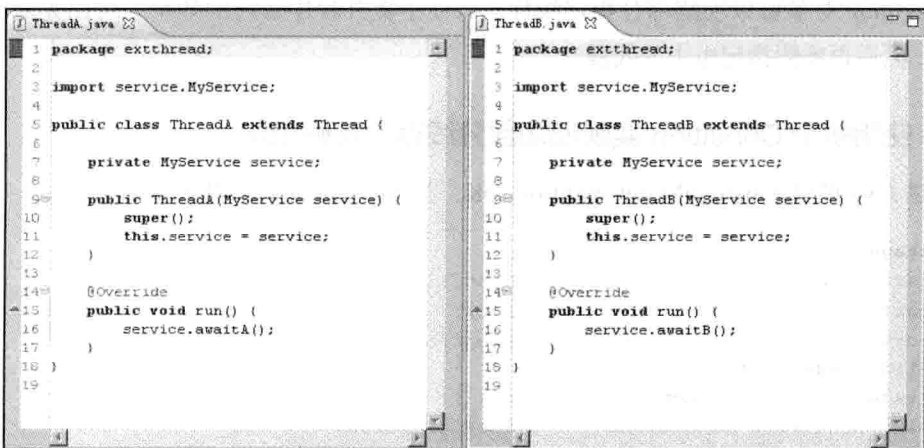 ThreadA.java
1 package extthread;
2
3 import service.MyService;
4
5 public class ThreadA extends Thread {
6
7 private MyService service;
8
9 public ThreadA(MyService service) {
10 super();
11 this.service = service;
12 }
13
14 @Override
15 public void run() {
16 service.awaitA();
17 }
18 }
19
ThreadB.java
1 package extthread;
2
3 import service.MyService;
4
5 public class ThreadB extends Thread {
6
7 private MyService service;
8
9 public ThreadB(MyService service) {
10 super();
11 this.service = service;
12 }
13
14 @Override
15 public void run() {
16 service.awaitB();
17 }
18 }
19